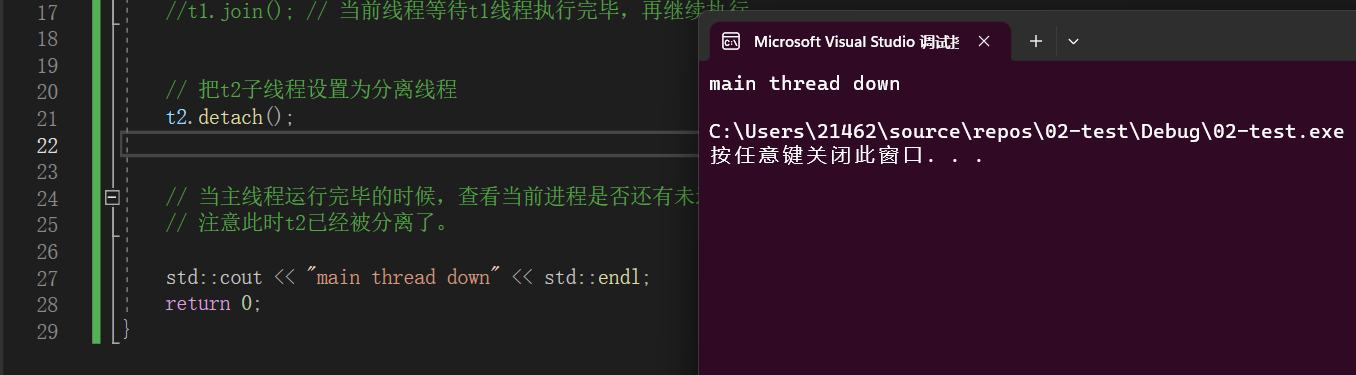 17 //t1.join(); // 当前线程等待t1线程执行完毕，再继续执行
18
19
20 // 把t2子线程设置为分离线程
21 t2.detach();
22
23
24 // 当主线程运行完毕的时候，查看当前进程是否还有未
25 // 注意此时t2已经被分离了。
26
27 std::cout << "main thread down" << std::endl;
28 return 0;
29 }
Microsoft Visual Studio 调试
main thread down
C:\Users\21462\source\repos\02-test\Debug\02-test.exe
按任意键关闭此窗口. . .